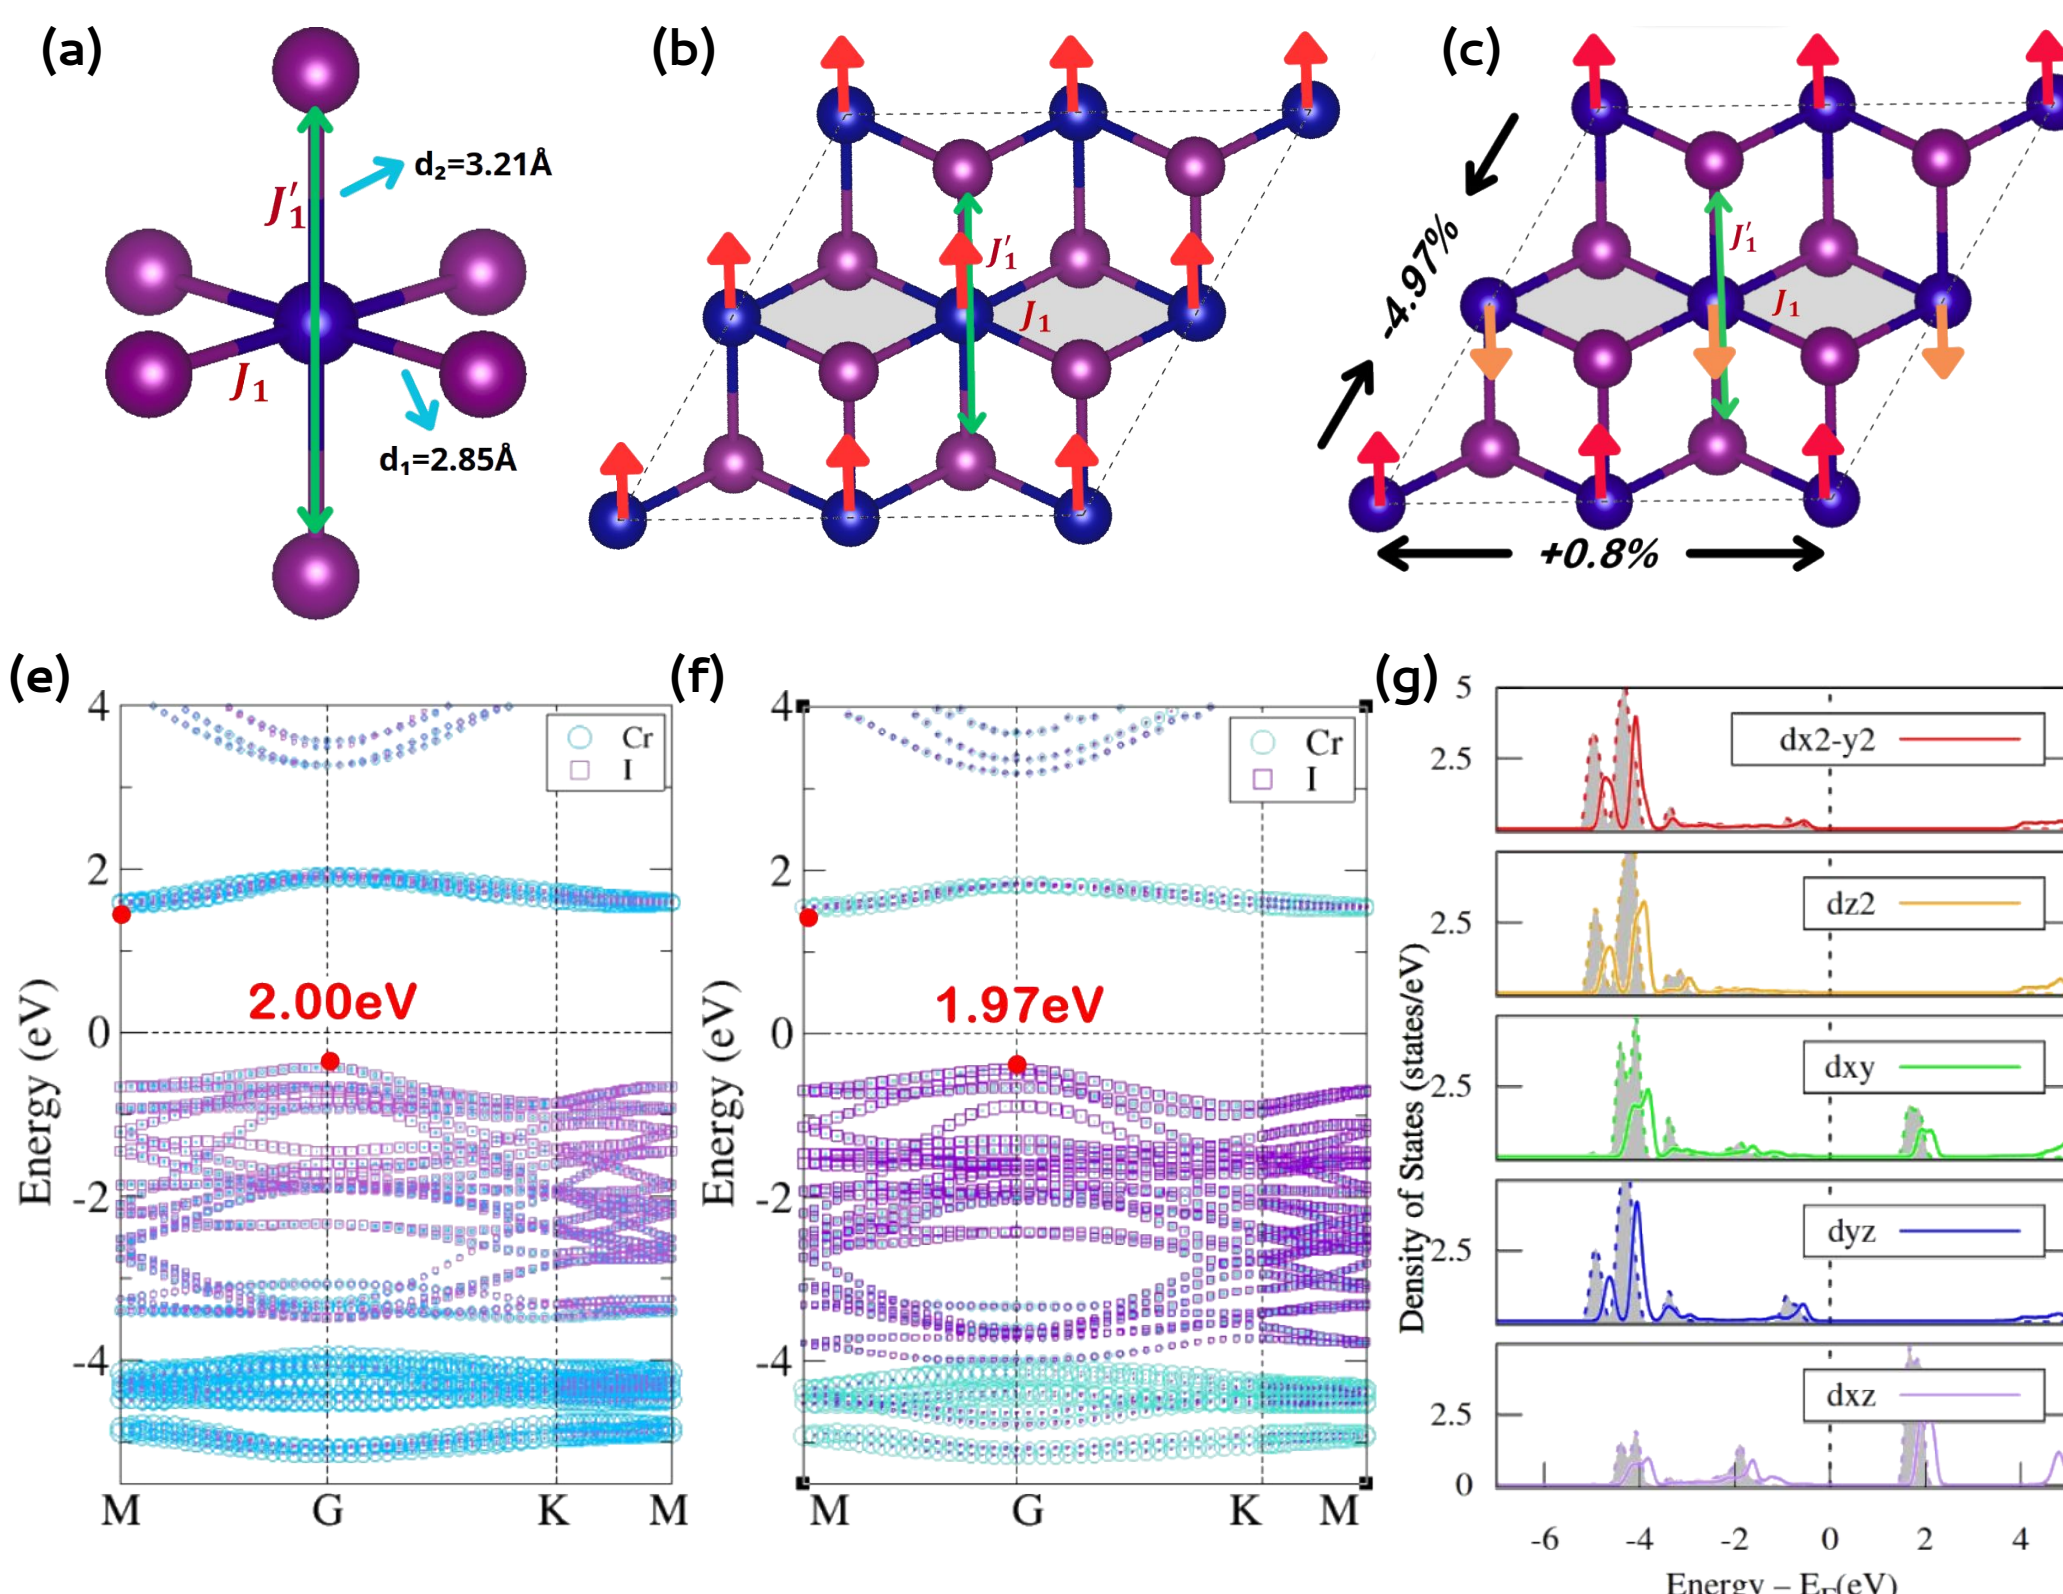 (a)
d₂=3.21Å
J′₁
J₁
d₁=2.85Å
(b)
J′₁
J₁
(c)
-4.97%
J′₁
J₁
+0.8%
(e)
4
2
0
-2
-4
Energy (eV)
Cr
I
2.00eV
M G K M
(f)
4
2
0
-2
-4
Energy (eV)
Cr
I
1.97eV
M G K M
(g)
Density of States (states/eV)
5
2.5
dx2-y2
2.5
dz2
2.5
dxy
2.5
dyz
2.5
dxz
0
-6 -4 -2 0 2 4
Energy – E_F(eV)